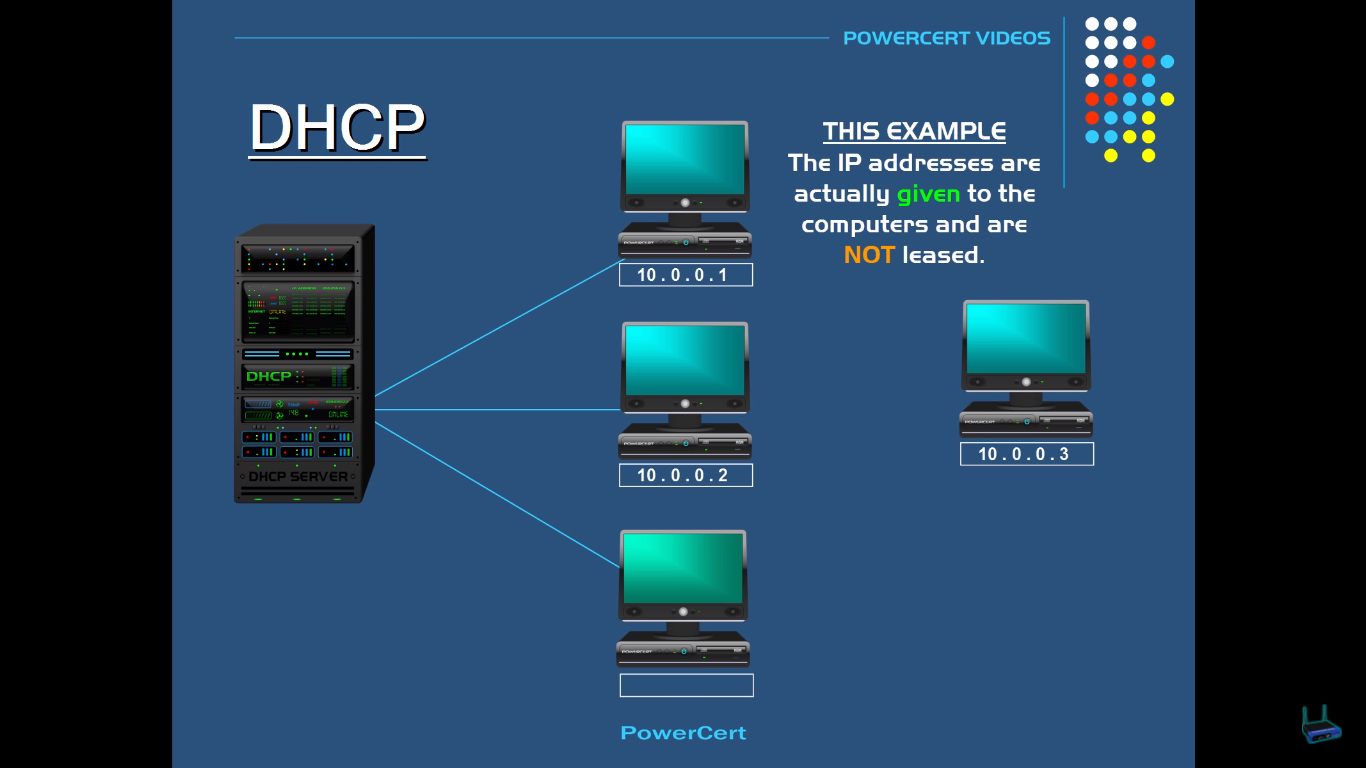 POWERCERT VIDEOS
DHCP
THIS EXAMPLE
The IP addresses are
actually given to the
computers and are
NOT leased.
10.0.0.1
DHCP
ONLINE
DHCP SERVER
10.0.0.2
10.0.0.3
PowerCert